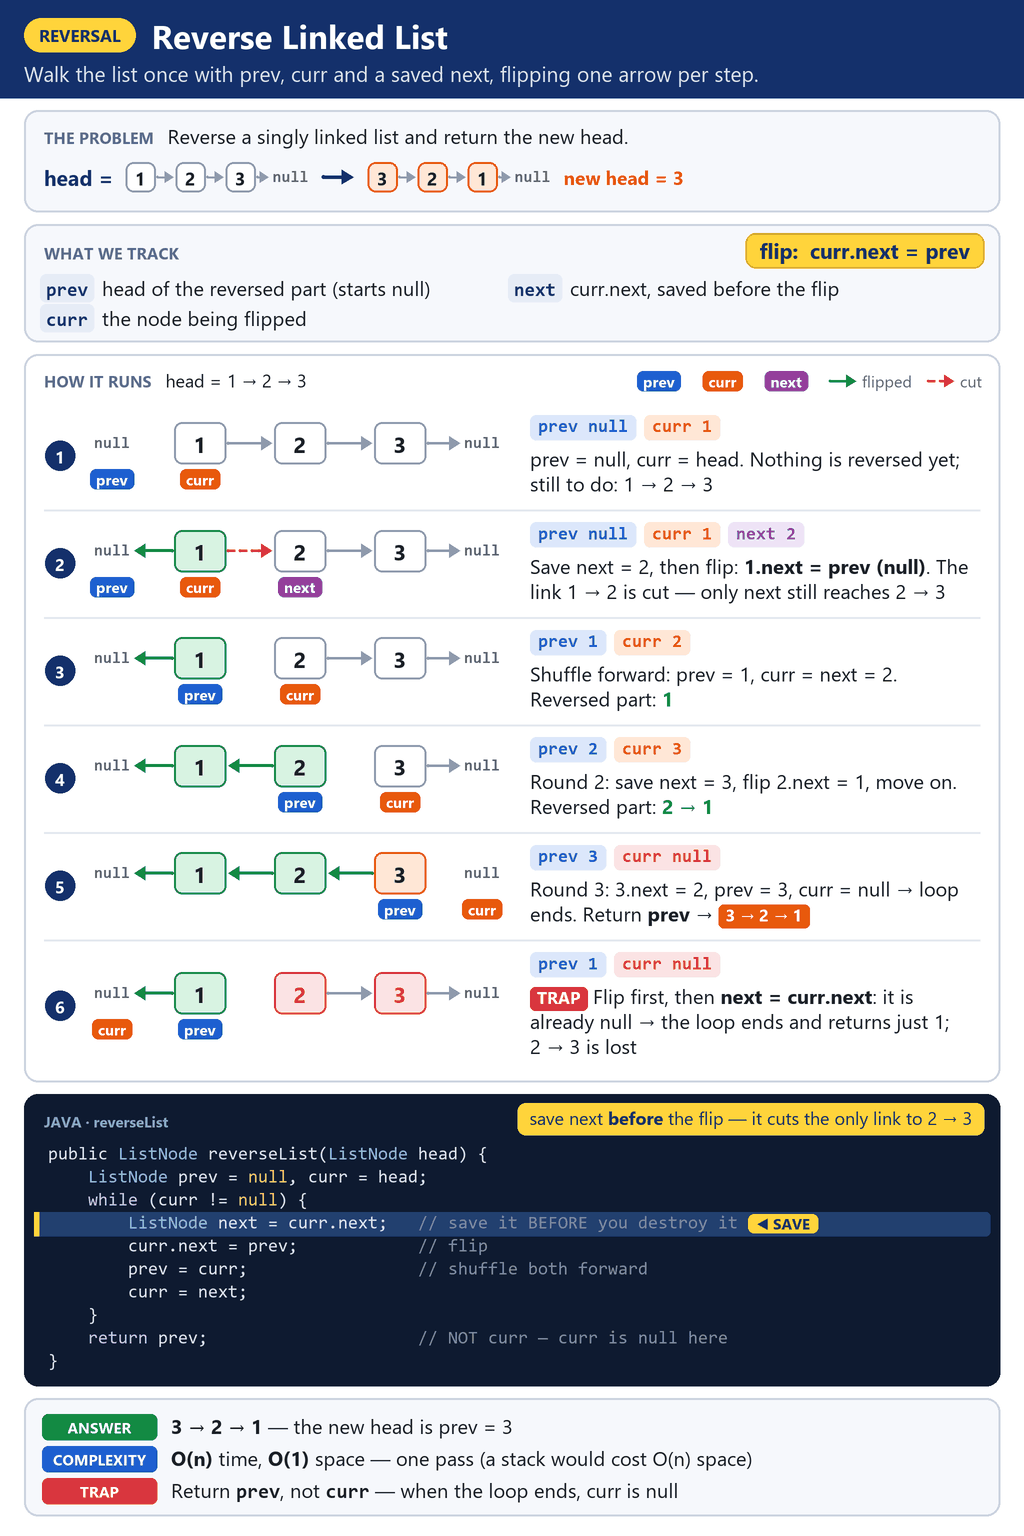 REVERSAL Reverse Linked List
Walk the list once with prev, curr and a saved next, flipping one arrow per step.
THE PROBLEM Reverse a singly linked list and return the new head.
head = 1 2 3 null 3 2 1 null new head = 3
WHAT WE TRACK flip: curr.next = prev
prev head of the reversed part (starts null) next curr.next, saved before the flip
curr the node being flipped
HOW IT RUNS head = 1 → 2 → 3 prev curr next flipped cut
prev null curr 1
1 null 1 2 3 null
prev curr
prev = null, curr = head. Nothing is reversed yet;
still to do: 1 → 2 → 3
prev null curr 1 next 2
2 null 1 2 3 null
prev curr next
Save next = 2, then flip: 1.next = prev (null). The
link 1 → 2 is cut — only next still reaches 2 → 3
prev 1 curr 2
3 null 1 2 3 null
prev curr
Shuffle forward: prev = 1, curr = next = 2.
Reversed part: 1
prev 2 curr 3
4 null 1 2 3 null
prev curr
Round 2: save next = 3, flip 2.next = 1, move on.
Reversed part: 2 → 1
prev 3 curr null
5 null 1 2 3 null
prev curr
Round 3: 3.next = 2, prev = 3, curr = null → loop
ends. Return prev → 3 → 2 → 1
prev 1 curr null
6 null 1 2 3 null
curr prev
TRAP Flip first, then next = curr.next: it is
already null → the loop ends and returns just 1;
2 → 3 is lost
JAVA · reverseList save next before the flip — it cuts the only link to 2 → 3
public ListNode reverseList(ListNode head) {
ListNode prev = null, curr = head;
while (curr != null) {
ListNode next = curr.next; // save it BEFORE you destroy it ◀ SAVE
curr.next = prev; // flip
prev = curr; // shuffle both forward
curr = next;
}
return prev; // NOT curr — curr is null here
}
ANSWER 3 → 2 → 1 — the new head is prev = 3
COMPLEXITY O(n) time, O(1) space — one pass (a stack would cost O(n) space)
TRAP Return prev, not curr — when the loop ends, curr is null